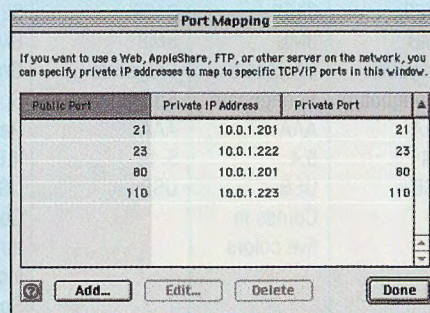 Port Mapping
If you want to use a Web, AppleShare, FTP, or other server on the network, you
can specify private IP addresses to map to specific TCP/IP ports in this window.
Public Port Private IP Address Private Port
21 10.0.1.201 21
23 10.0.1.222 23
80 10.0.1.201 80
110 10.0.1.223 110
? Add... Edit... Delete Done